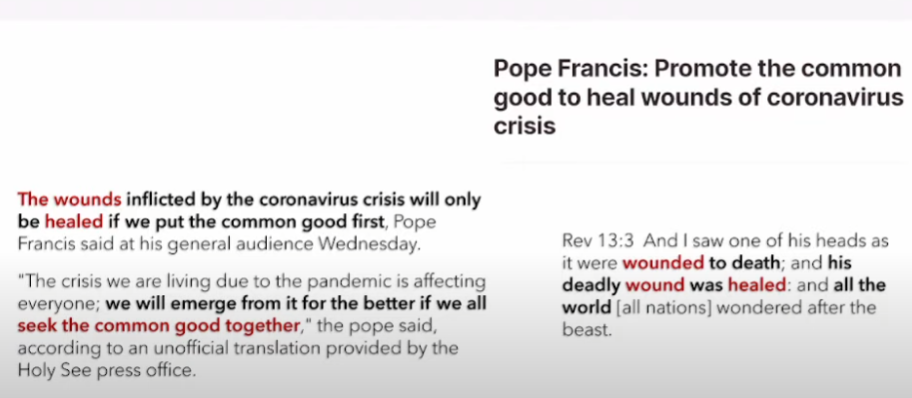 Pope Francis: Promote the common
good to heal wounds of coronavirus
crisis
The wounds inflicted by the coronavirus crisis will only
be healed if we put the common good first, Pope
Francis said at his general audience Wednesday.
"The crisis we are living due to the pandemic is affecting
everyone; we will emerge from it for the better if we all
seek the common good together," the pope said,
according to an unofficial translation provided by the
Holy See press office.
Rev 13:3 And I saw one of his heads as
it were wounded to death; and his
deadly wound was healed: and all the
world [all nations] wondered after the
beast.